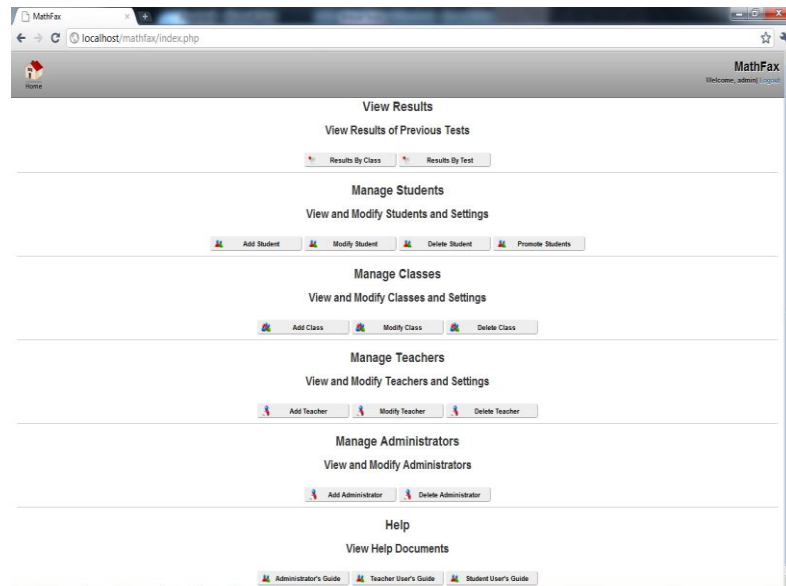 MathFax
localhost/mathfax/index.php
MathFax
Home
Welcome, admin| Logout
View Results
View Results of Previous Tests
Results By Class Results By Test
Manage Students
View and Modify Students and Settings
Add Student Modify Student Delete Student Promote Students
Manage Classes
View and Modify Classes and Settings
Add Class Modify Class Delete Class
Manage Teachers
View and Modify Teachers and Settings
Add Teacher Modify Teacher Delete Teacher
Manage Administrators
View and Modify Administrators
Add Administrator Delete Administrator
Help
View Help Documents
Administrator's Guide Teacher User's Guide Student User's Guide